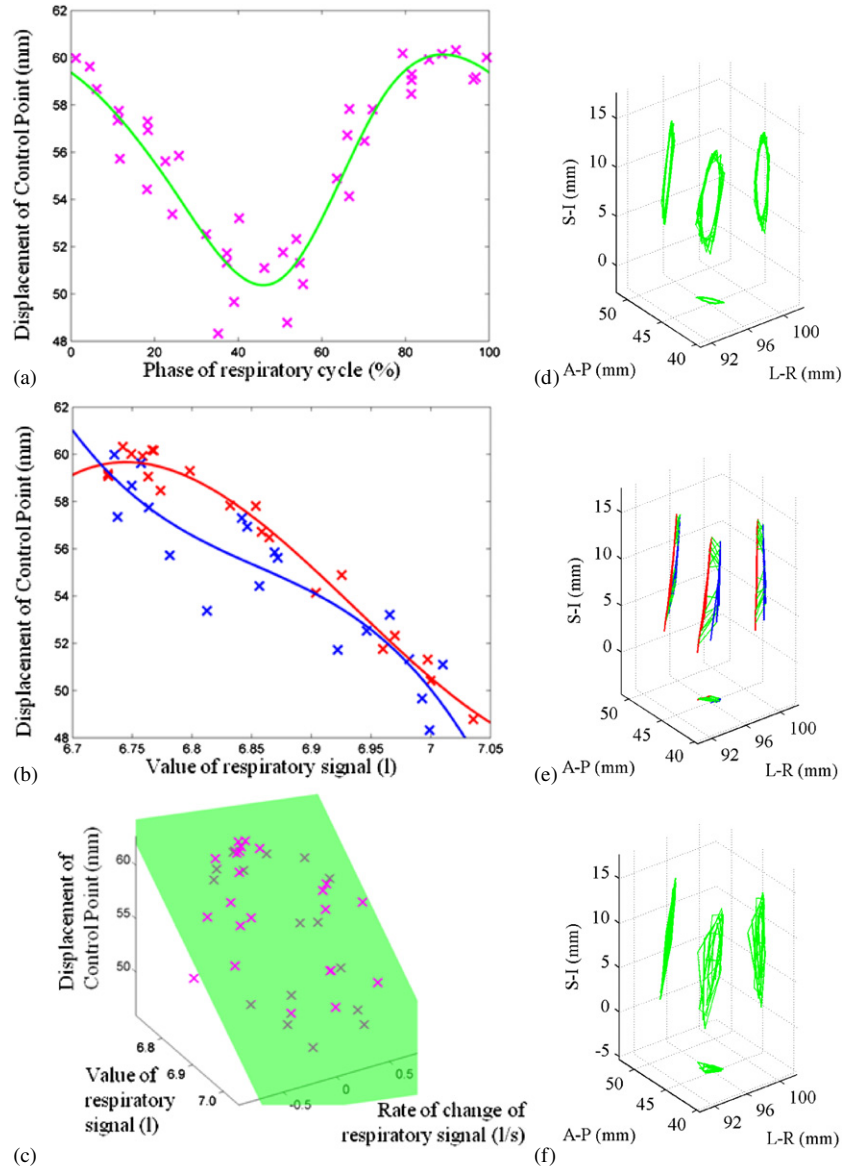 Displacement of Control Point (mm)
62
60
58
56
54
52
50
48
0
20
40
60
80
100
Phase of respiratory cycle (%)
(a)
S-I (mm)
15
10
5
0
50
45
40
A-P (mm)
92
96
100
L-R (mm)
(d)
Displacement of Control Point (mm)
62
60
58
56
54
52
50
48
6.7
6.75
6.8
6.85
6.9
6.95
7
7.05
Value of respiratory signal (l)
(b)
S-I (mm)
15
10
5
0
50
45
40
A-P (mm)
92
96
100
L-R (mm)
(e)
Displacement of
Control Point (mm)
60
55
50
6.8
6.9
7.0
Value of
respiratory
signal (l)
-0.5
0
0.5
Rate of change of
respiratory signal (l/s)
(c)
S-I (mm)
15
10
5
0
-5
50
45
40
A-P (mm)
92
96
100
L-R (mm)
(f)